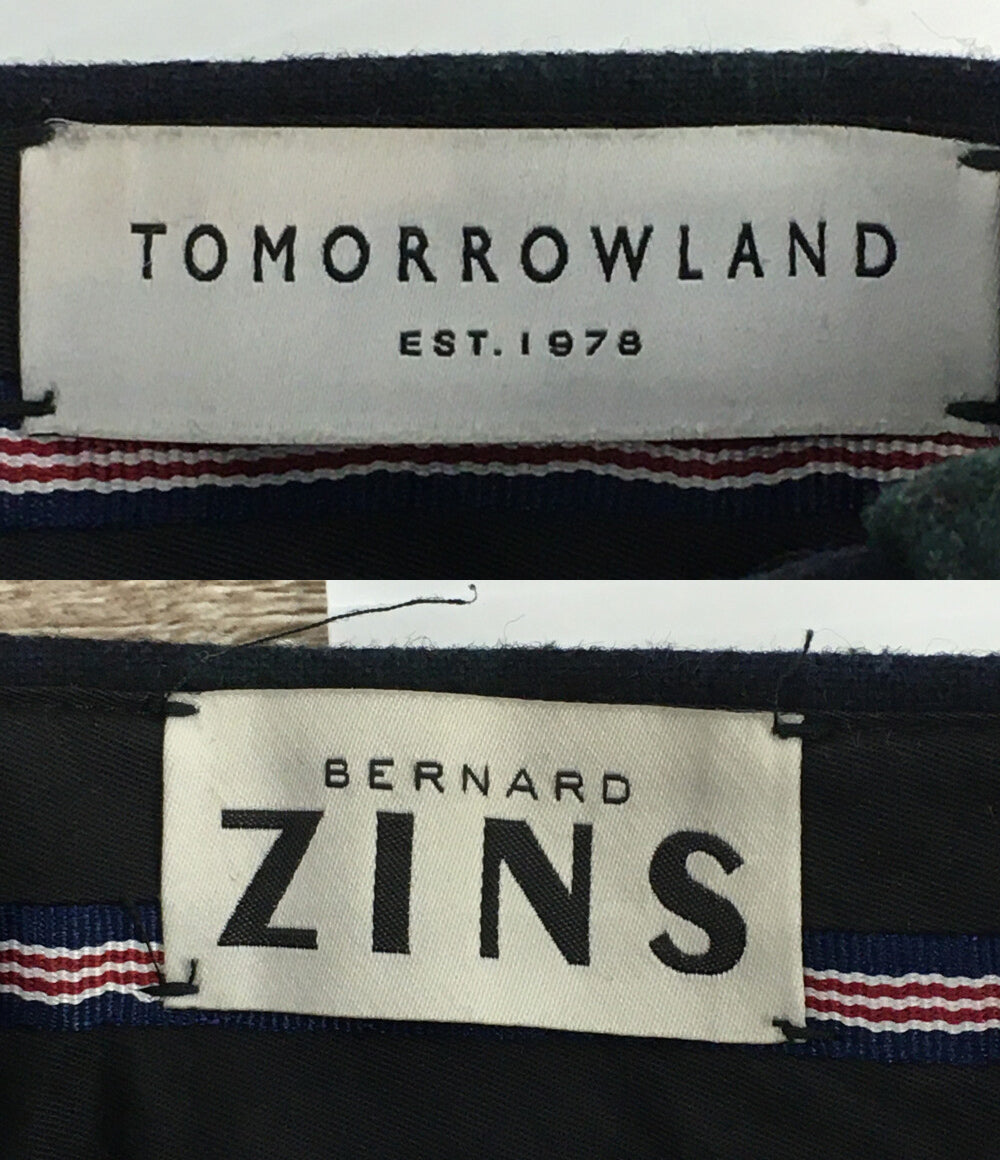 TOMORROWLAND
EST. 1978
BERNARD
ZINS